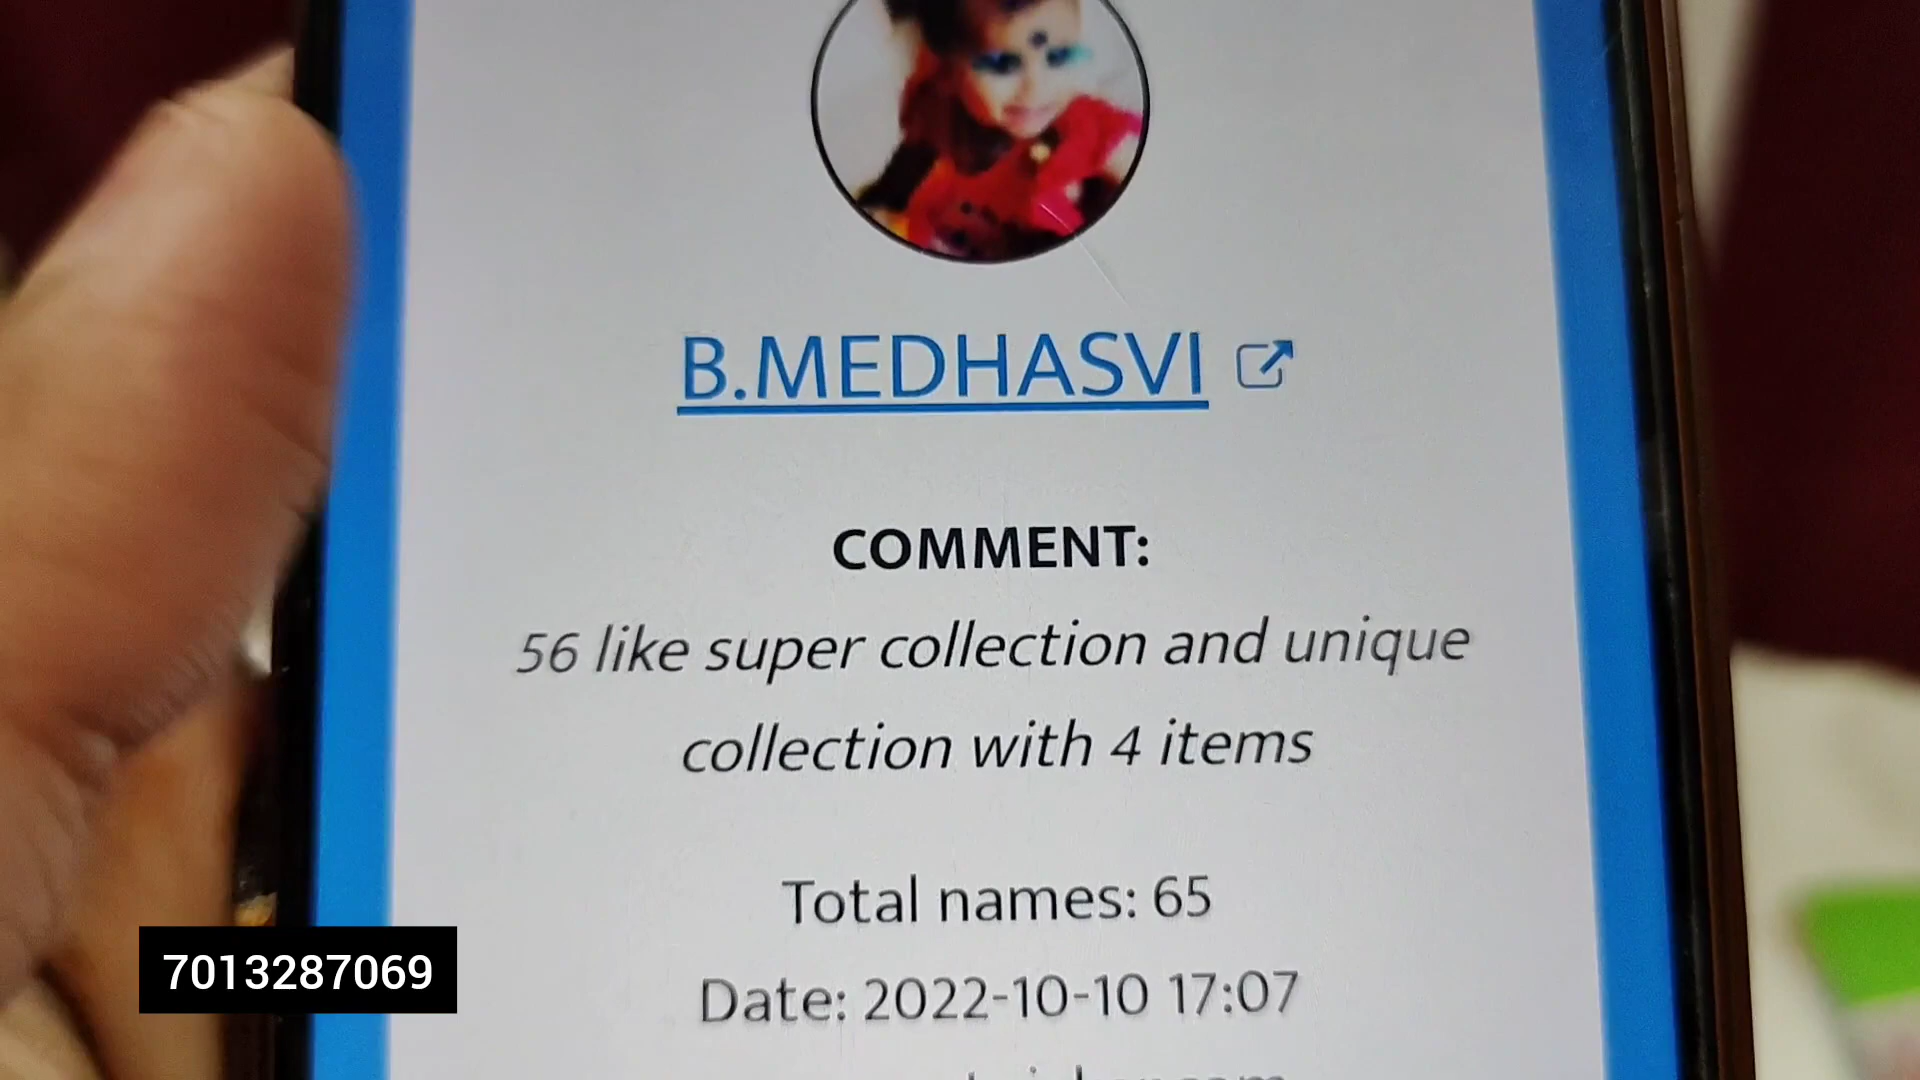 B.MEDHASVI
COMMENT:
56 like super collection and unique
collection with 4 items
Total names: 65
7013287069
Date: 2022-10-10 17:07